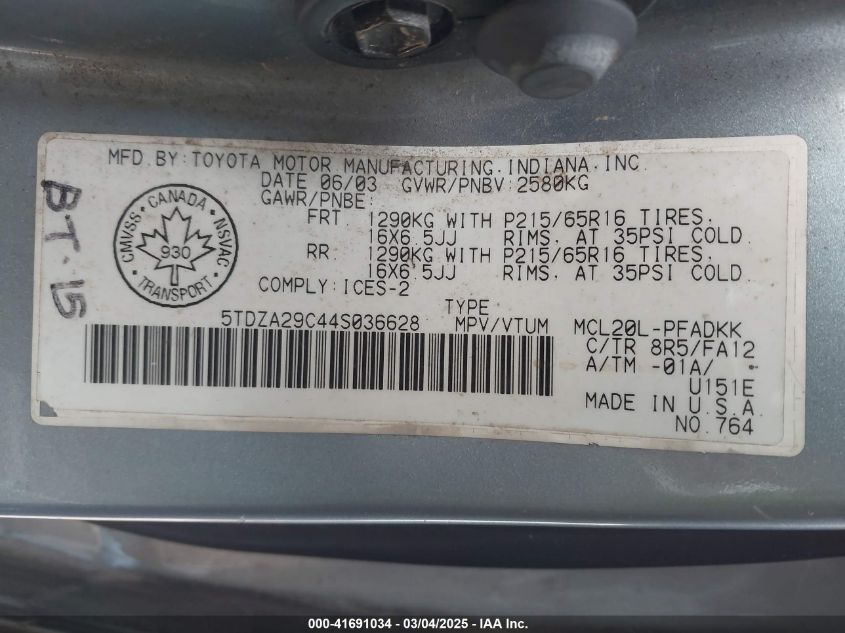 MFD. BY: TOYOTA MOTOR MANUFACTURING. INDIANA. INC.
DATE 06/03 GVWR/PNBV: 2580KG
GAWR/PNBE:
FRT. 1290KG WITH P215/65R16 TIRES.
16X6.5JJ RIMS. AT 35PSI COLD
RR: 1290KG WITH P215/65R16 TIRES.
16X6.5JJ RIMS. AT 35PSI COLD.
COMPLY: ICES-2
CMVSS · CANADA · NSVAC
930
· TRANSPORT ·
BT-15
TYPE
5TDZA29C44S036628 MPV/VTUM MCL20L-PFADKK
C/TR 8R5/FA12
A/TM -01A/
U151E
MADE IN U.S.A.
NO. 764
000-41691034 - 03/04/2025 - IAA Inc.